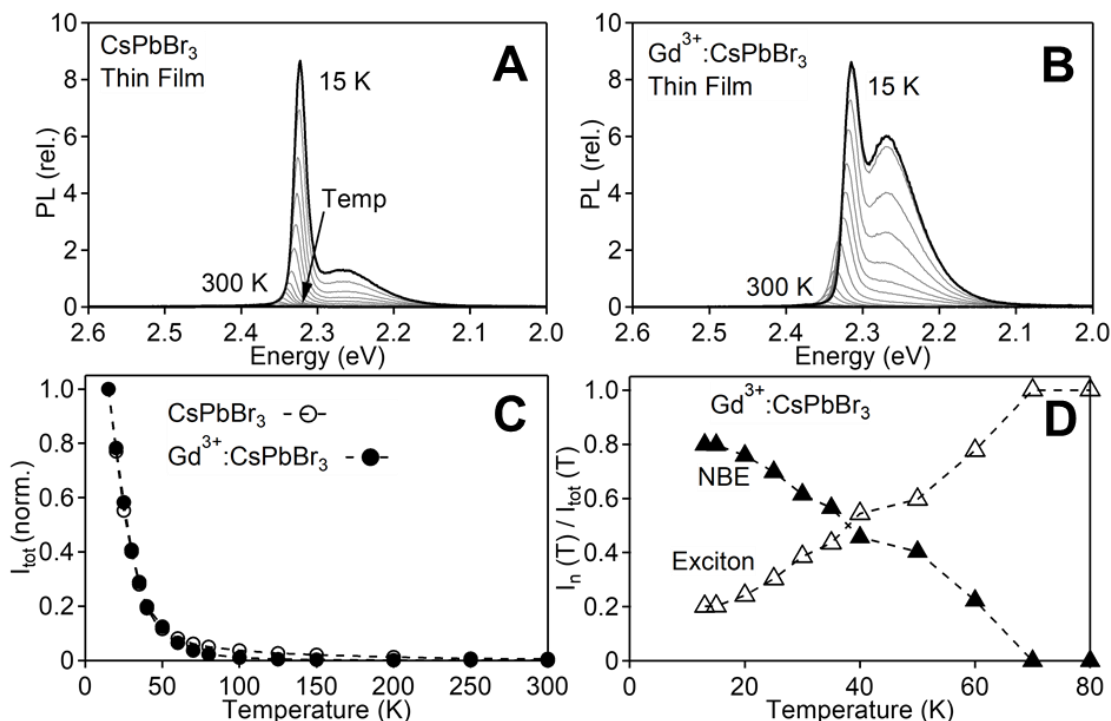 A
CsPbBr₃
Thin Film
15 K
Temp
300 K
PL (rel.)
10
8
6
4
2
0
2.6 2.5 2.4 2.3 2.2 2.1 2.0
Energy (eV)
B
Gd³⁺:CsPbBr₃
Thin Film
15 K
300 K
PL (rel.)
10
8
6
4
2
0
2.6 2.5 2.4 2.3 2.2 2.1 2.0
Energy (eV)
C
CsPbBr₃
Gd³⁺:CsPbBr₃
I_tot (norm.)
1.0
0.8
0.6
0.4
0.2
0
0 50 100 150 200 250 300
Temperature (K)
D
Gd³⁺:CsPbBr₃
NBE
Exciton
I_n (T) / I_tot (T)
1.0
0.8
0.6
0.4
0.2
0
0 20 40 60 80
Temperature (K)